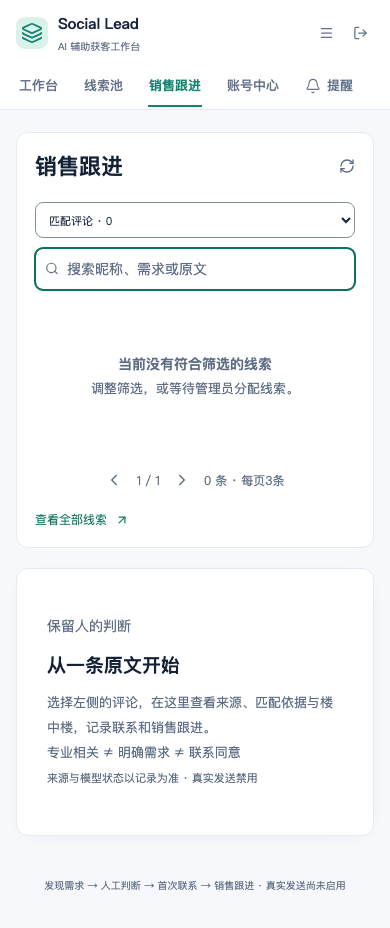 Social Lead
AI 辅助获客工作台
工作台 线索池 销售跟进 账号中心 提醒
销售跟进
匹配评论 · 0
搜索昵称、需求或原文
当前没有符合筛选的线索
调整筛选，或等待管理员分配线索。
1 / 1 0 条 · 每页3条
查看全部线索
保留人的判断
从一条原文开始
选择左侧的评论，在这里查看来源、匹配依据与楼
中楼，记录联系和销售跟进。
专业相关 ≠ 明确需求 ≠ 联系同意
来源与模型状态以记录为准 · 真实发送禁用
发现需求 → 人工判断 → 首次联系 → 销售跟进 · 真实发送尚未启用